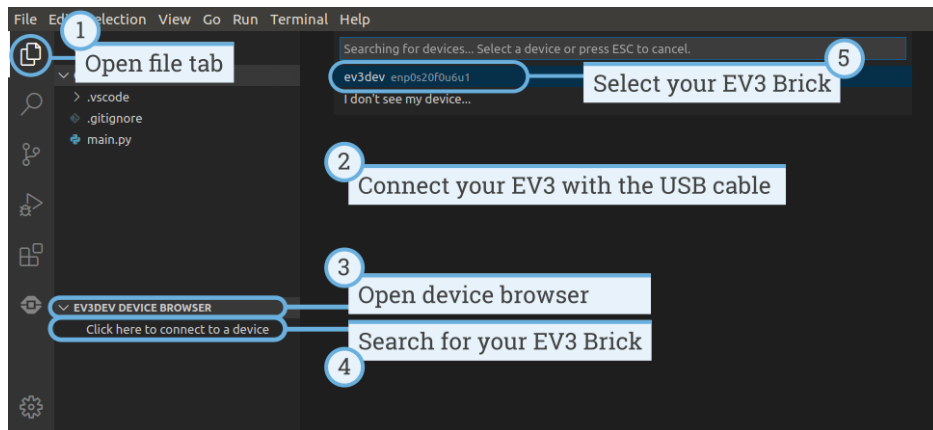 File Edit Selection View Go Run Terminal Help
1
Open file tab
Searching for devices... Select a device or press ESC to cancel.
5
ev3dev enp0s20f0u6u1
Select your EV3 Brick
I don't see my device...
.vscode
.gitignore
main.py
2
Connect your EV3 with the USB cable
3
Open device browser
EV3DEV DEVICE BROWSER
Click here to connect to a device
Search for your EV3 Brick
4